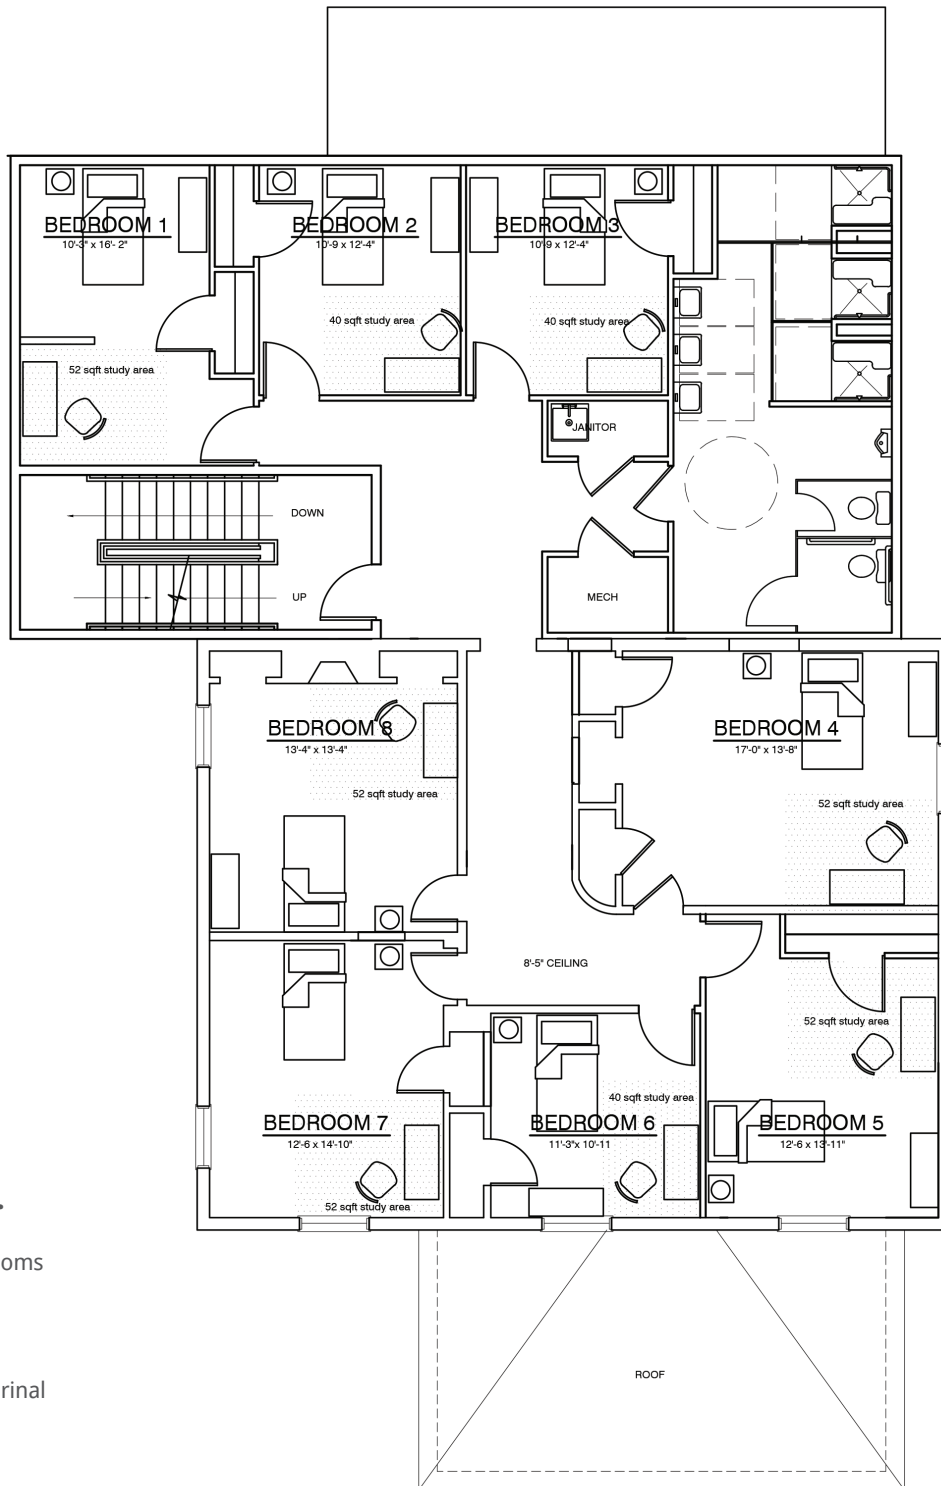 BEDROOM 1
10'-3" x 16'- 2"
BEDROOM 2
10'-9 x 12'-4"
BEDROOM 3
10'-9 x 12'-4"
40 sqft study area
40 sqft study area
52 sqft study area
JANITOR
DOWN
UP
MECH
BEDROOM 8
13'-4" x 13'-4"
52 sqft study area
BEDROOM 4
17'-0" x 13'-8"
52 sqft study area
8'-5" CEILING
52 sqft study area
40 sqft study area
BEDROOM 7
12'-6 x 14'-10"
52 sqft study area
BEDROOM 6
11'-3"x 10'-11
BEDROOM 5
12'-6 x 13'-11"
ooms
rinal
ROOF